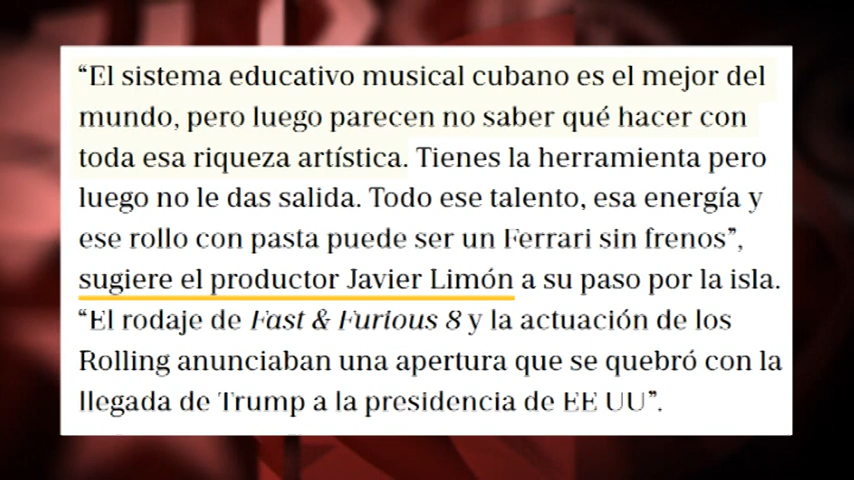 “El sistema educativo musical cubano es el mejor del
mundo, pero luego parecen no saber qué hacer con
toda esa riqueza artística. Tienes la herramienta pero
luego no le das salida. Todo ese talento, esa energía y
ese rollo con pasta puede ser un Ferrari sin frenos”,
sugiere el productor Javier Limón a su paso por la isla.
“El rodaje de Fast & Furious 8 y la actuación de los
Rolling anunciaban una apertura que se quebró con la
llegada de Trump a la presidencia de EE UU”.